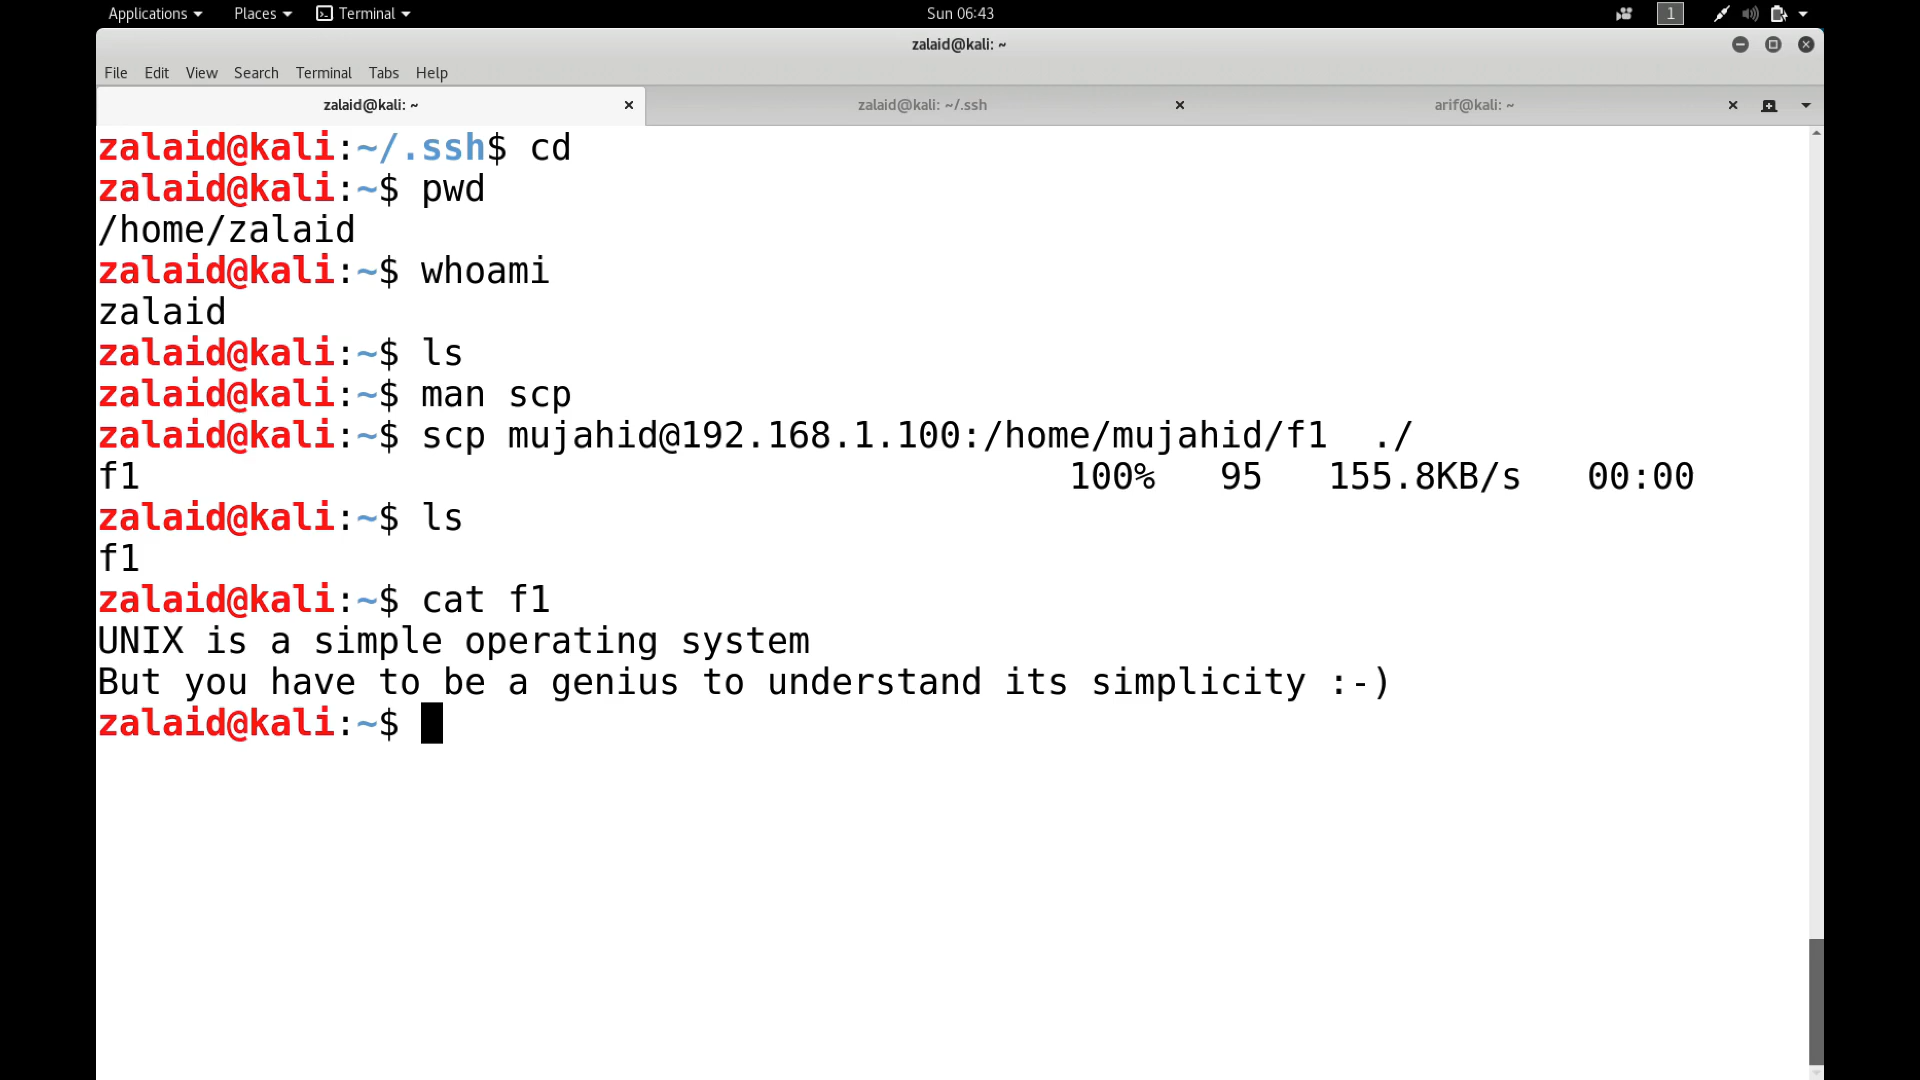 Applications Places Terminal Sun 06:43 1
zalaid@kali: ~
File Edit View Search Terminal Tabs Help
zalaid@kali: ~ zalaid@kali: ~/.ssh arif@kali: ~
zalaid@kali:~/.ssh$ cd
zalaid@kali:~$ pwd
/home/zalaid
zalaid@kali:~$ whoami
zalaid
zalaid@kali:~$ ls
zalaid@kali:~$ man scp
zalaid@kali:~$ scp mujahid@192.168.1.100:/home/mujahid/f1  ./
f1 100% 95 155.8KB/s 00:00
zalaid@kali:~$ ls
f1
zalaid@kali:~$ cat f1
UNIX is a simple operating system
But you have to be a genius to understand its simplicity :-)
zalaid@kali:~$